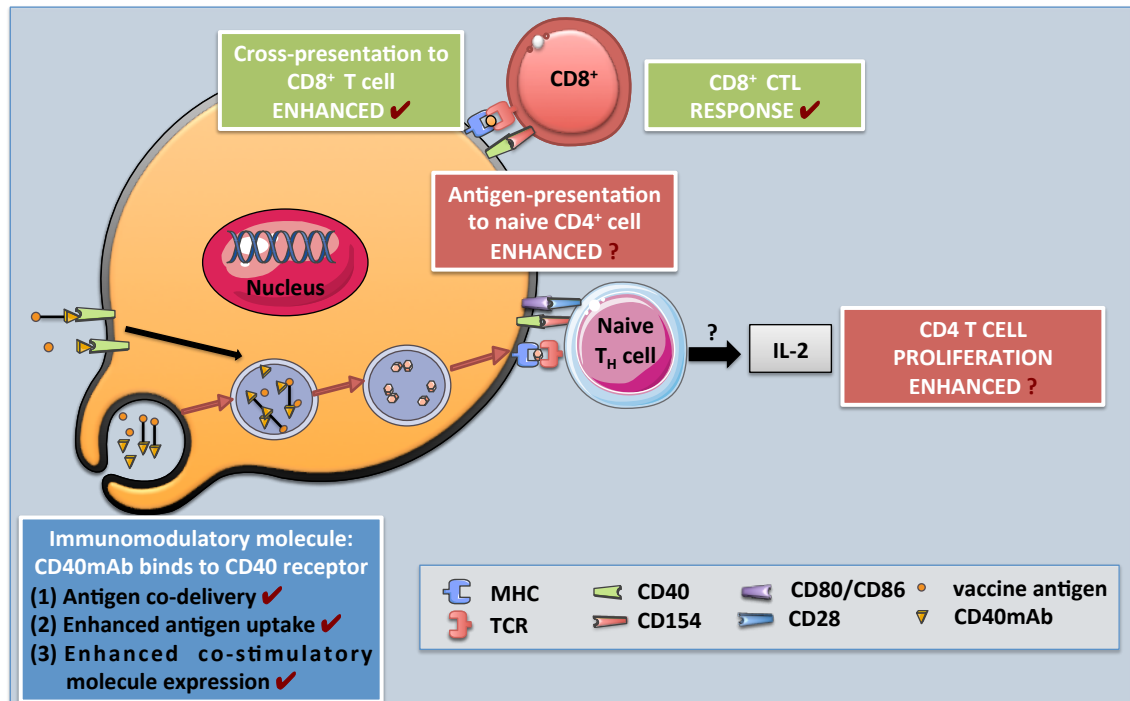 Cross-presentation to
CD8⁺ T cell
ENHANCED ✔
CD8⁺
CD8⁺ CTL
RESPONSE ✔
Antigen-presentation
to naive CD4⁺ cell
ENHANCED ?
Nucleus
Naive
T_H cell
?
IL-2
CD4 T CELL
PROLIFERATION
ENHANCED ?
Immunomodulatory molecule:
CD40mAb binds to CD40 receptor
(1) Antigen co-delivery ✔
(2) Enhanced antigen uptake ✔
(3) Enhanced co-stimulatory
molecule expression ✔
MHC
CD40
CD80/CD86
vaccine antigen
TCR
CD154
CD28
CD40mAb